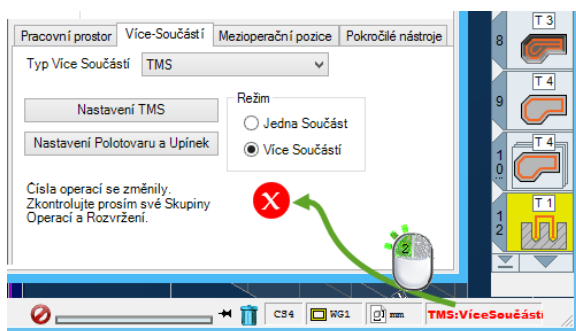 Pracovní prostor
Více-Součástí
Mezioperační pozice
Pokročilé nástroje
Typ Více Součástí
TMS
Nastavení TMS
Nastavení Polotovaru a Upínek
Režim
Jedna Součást
Více Součástí
Čísla operací se změnily.
Zkontrolujte prosím své Skupiny
Operací a Rozvržení.
X
2
8
T 3
9
T 4
10
T 4
12
T 1
CS4
WG1
mm
TMS:VíceSoučástí